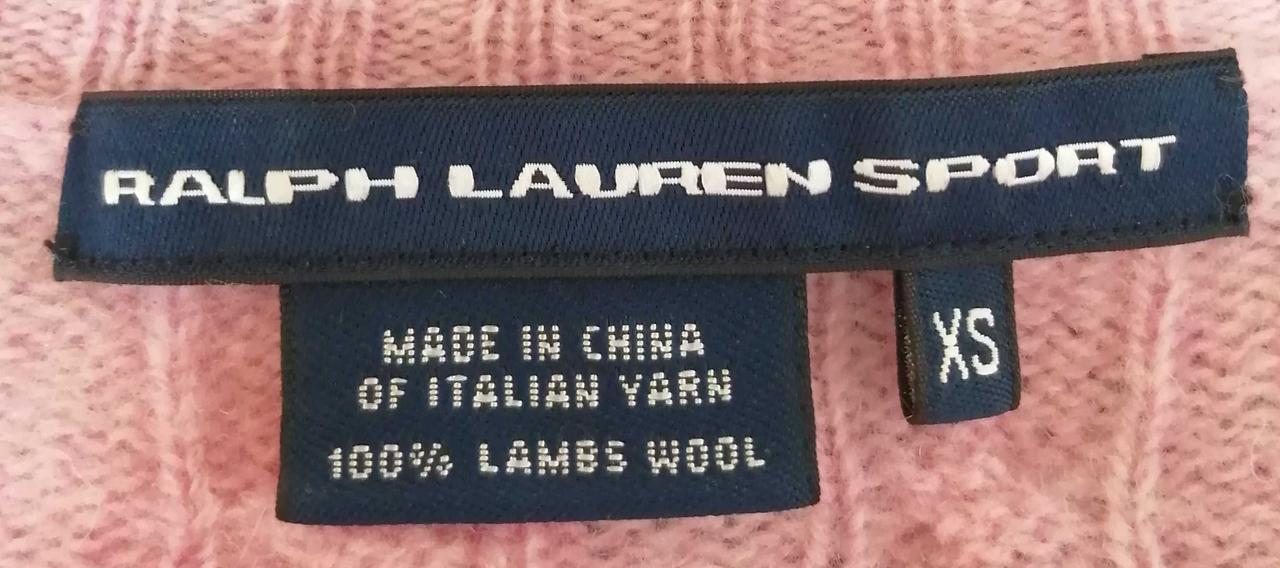 RALPH LAUREN SPORT
MADE IN CHINA
OF ITALIAN YARN
100% LAMBS WOOL
XS